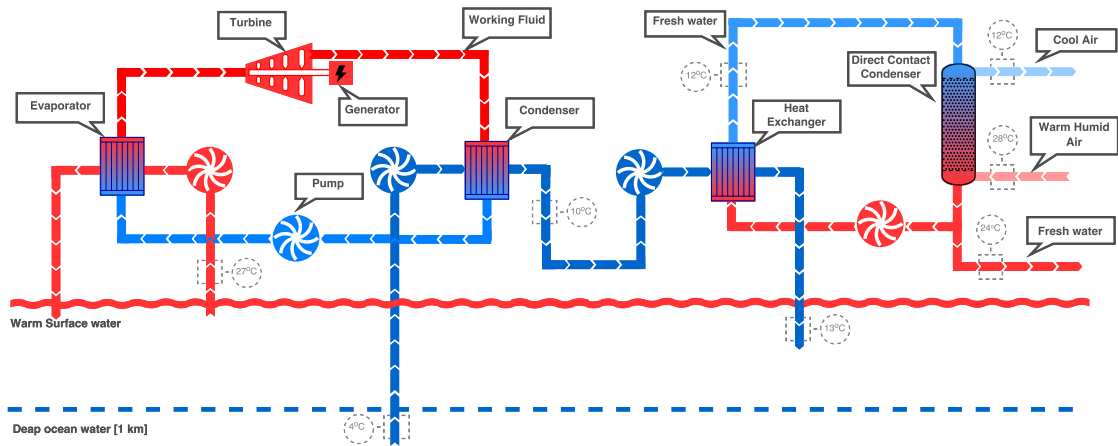 Turbine
Working Fluid
Fresh water
12°C
Cool Air
Direct Contact
Condenser
12°C
Evaporator
Generator
Condenser
Heat
Exchanger
Warm Humid
Air
28°C
Pump
10°C
24°C
Fresh water
27°C
Warm Surface water
13°C
Deap ocean water [1 km]
4°C